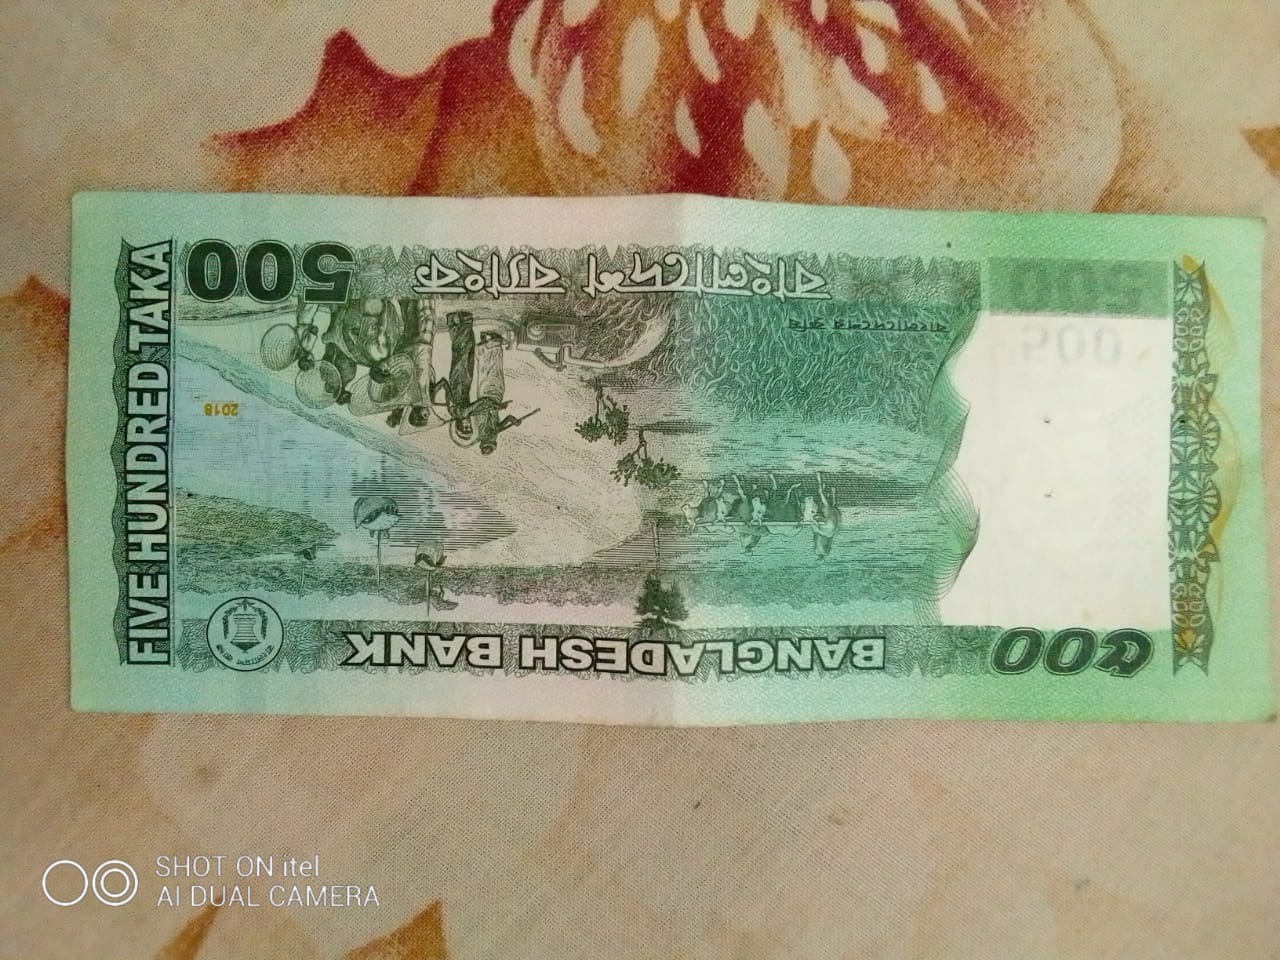 BANGLADESH BANK
৫০০
2018
বাংলাদেশের কৃষি
500
500
বাংলাদেশ ব্যাংক
500
FIVE HUNDRED TAKA
SHOT ON itel
AI DUAL CAMERA